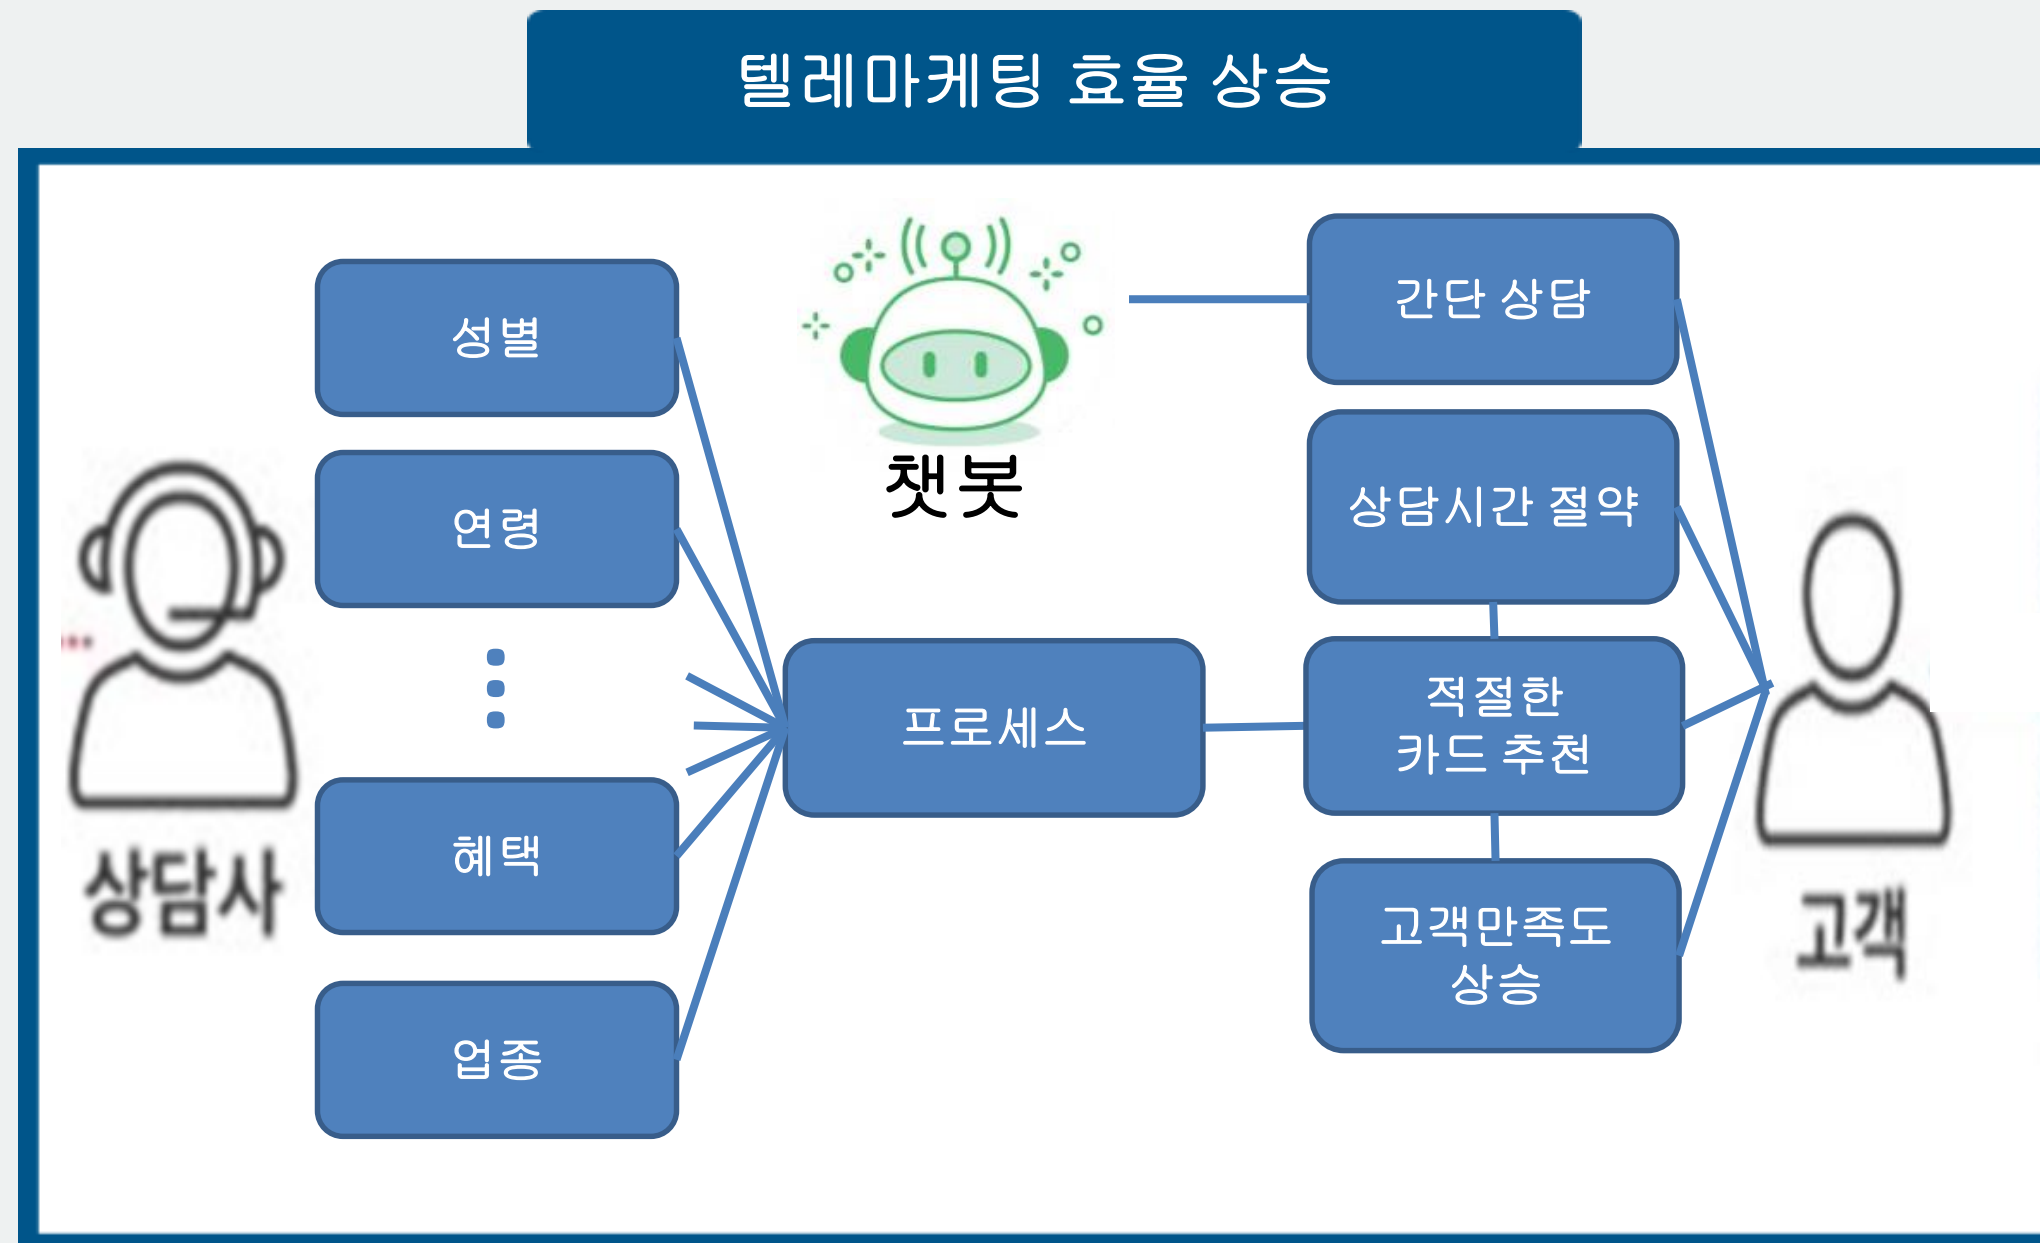 텔레마케팅 효율 상승
성별
연령
혜택
업종
상담사
챗봇
프로세스
간단 상담
상담시간 절약
적절한
카드 추천
고객만족도
상승
고객